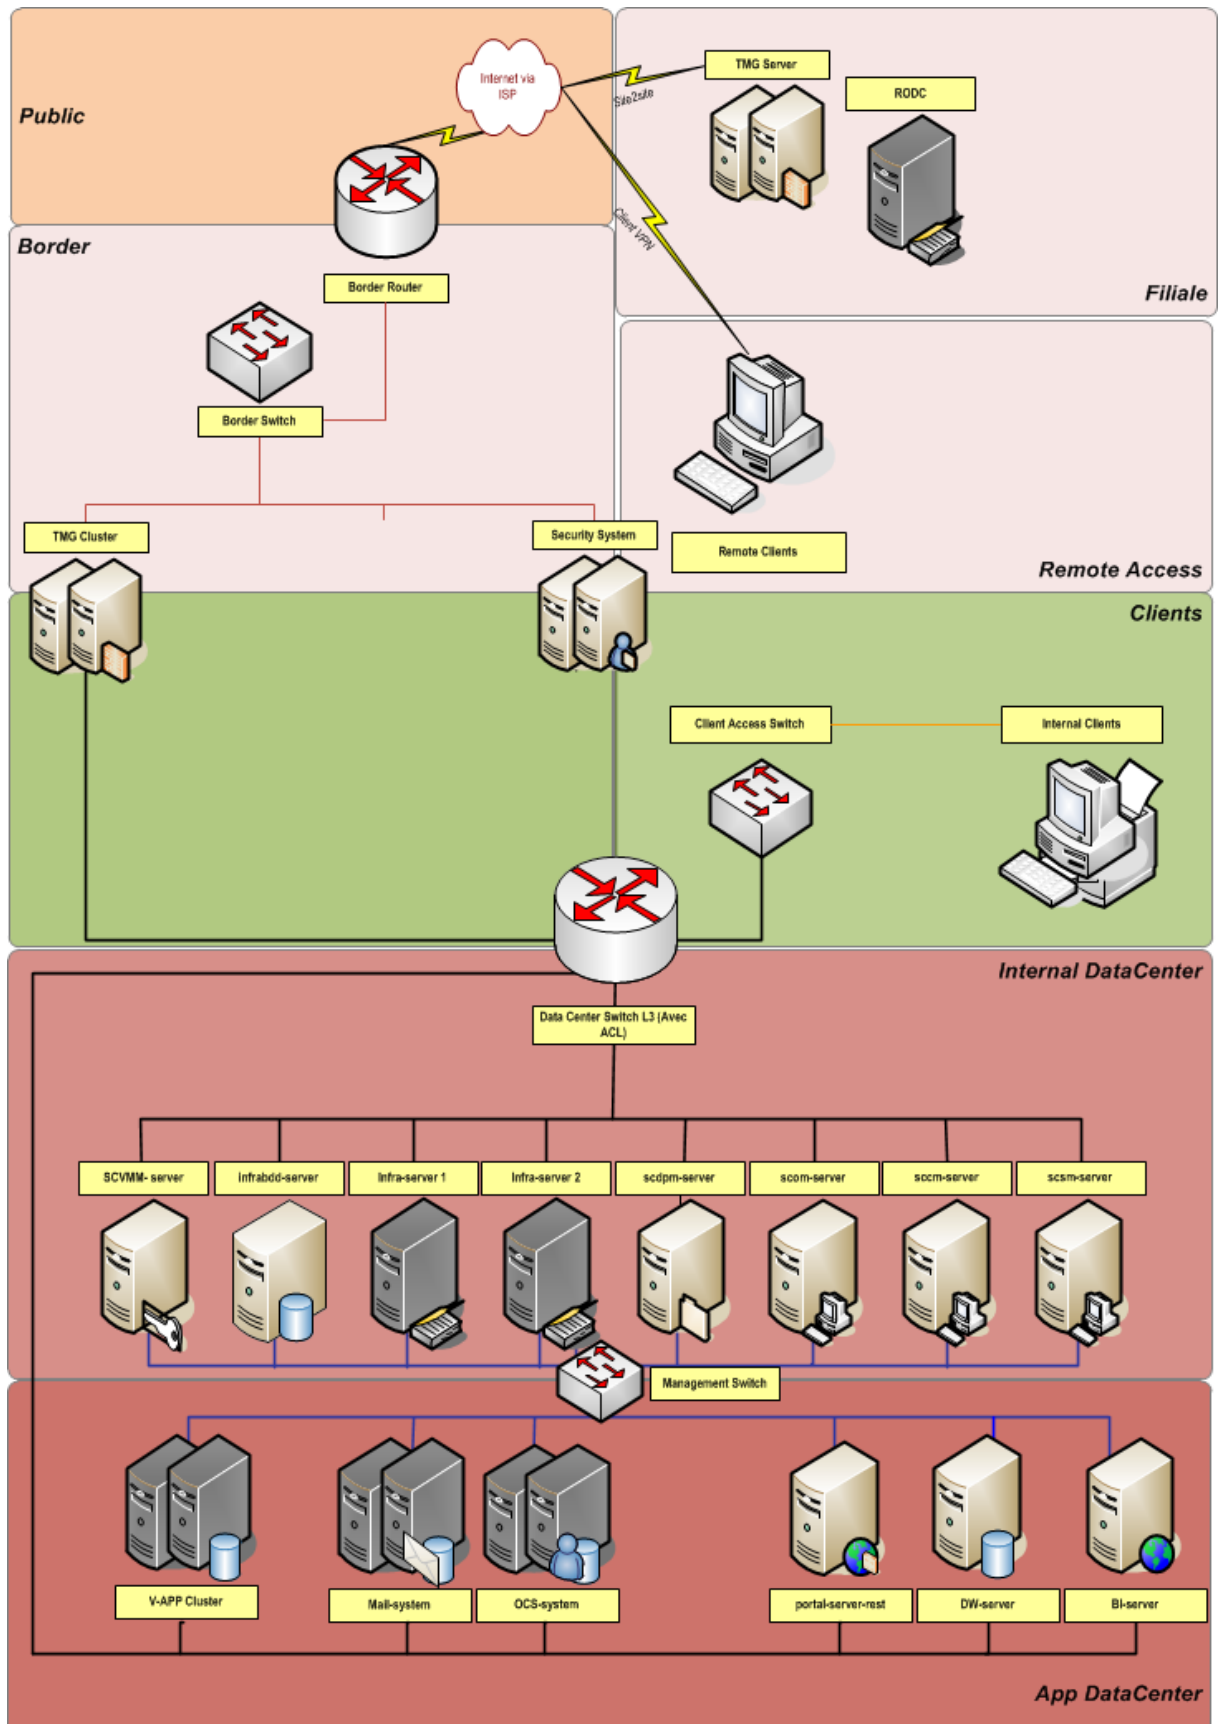 Public
Internet via
ISP
Site2site
TMG Server
RODC
Client VPN
Filiale
Border
Border Router
Border Switch
TMG Cluster
Security System
Remote Clients
Remote Access
Clients
Client Access Switch
Internal Clients
Internal DataCenter
Data Center Switch L3 (Avec
ACL)
SCVMM- server
infrabdd-server
Infra-server 1
Infra-server 2
scdpm-server
scom-server
sccm-server
scsm-server
Management Switch
V-APP Cluster
Mail-system
OCS-system
portal-server-rest
DW-server
BI-server
App DataCenter